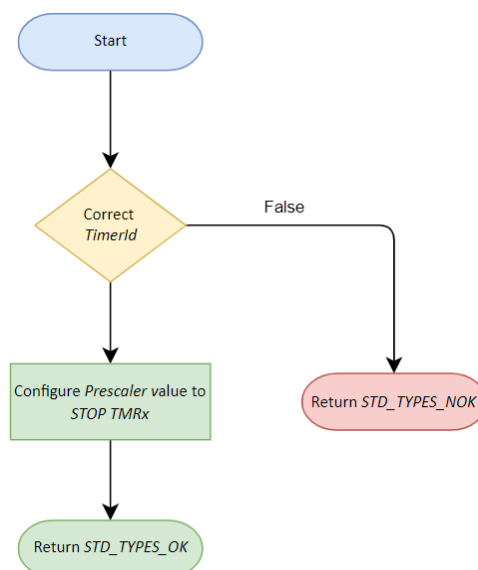 Start
Correct
TimerId
False
Configure Prescaler value to
STOP TMRx
Return STD_TYPES_NOK
Return STD_TYPES_OK